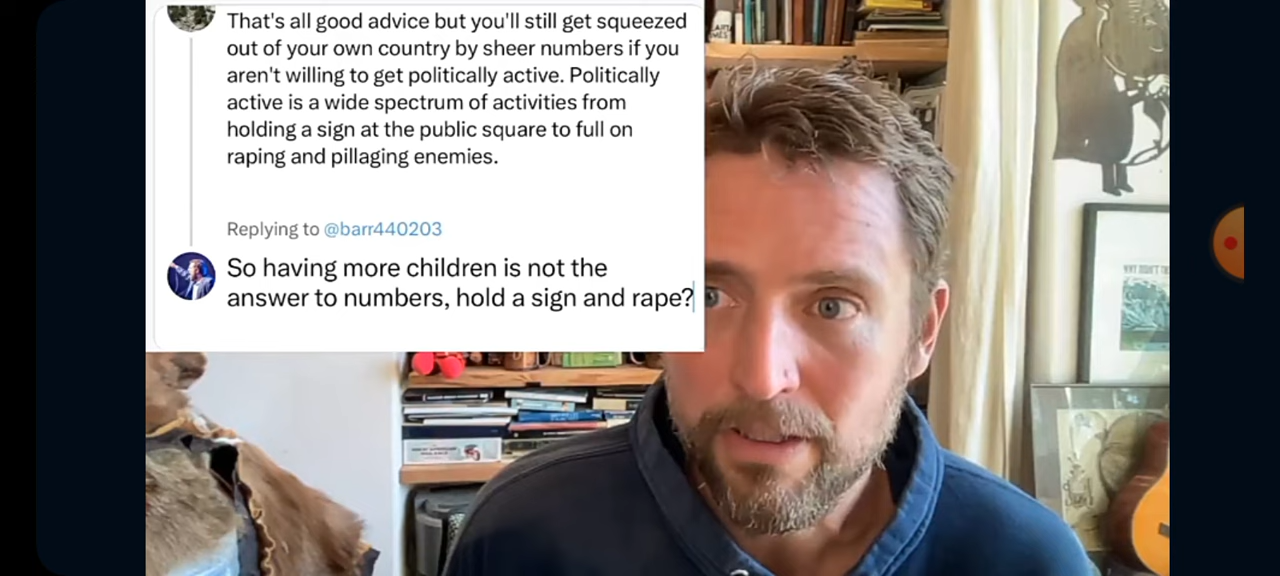 That's all good advice but you'll still get squeezed
out of your own country by sheer numbers if you
aren't willing to get politically active. Politically
active is a wide spectrum of activities from
holding a sign at the public square to full on
raping and pillaging enemies.
Replying to @barr440203
So having more children is not the
answer to numbers, hold a sign and rape?